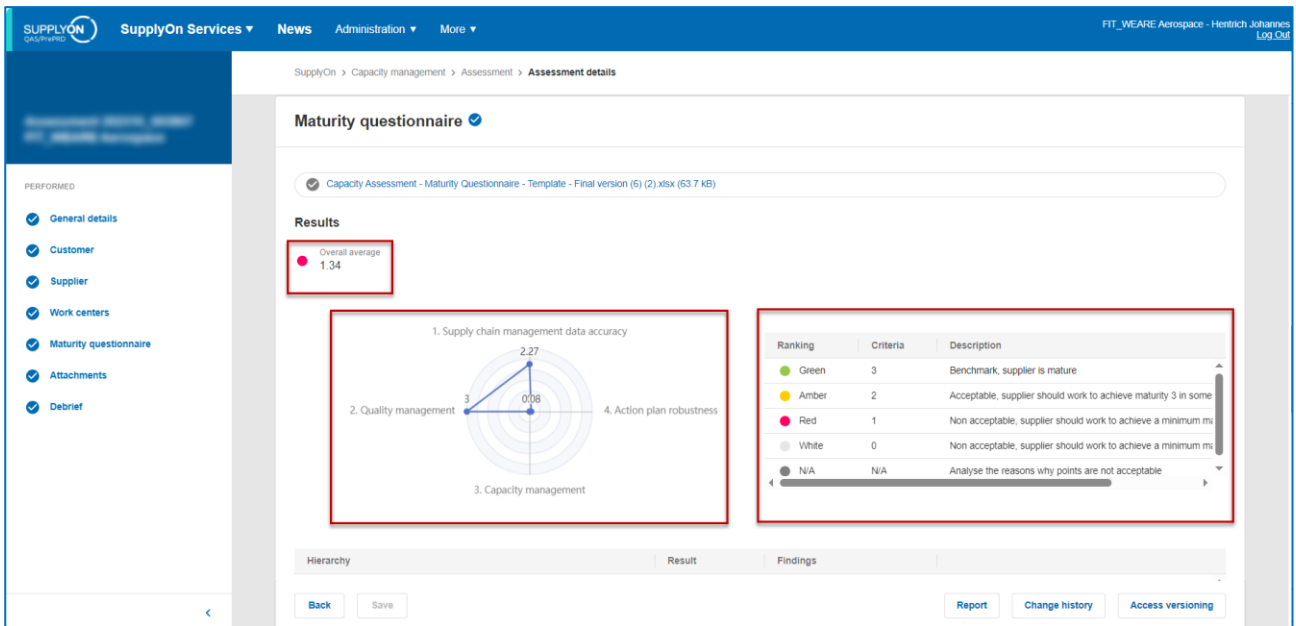 SUPPLYON
QAS/PrePRD
SupplyOn Services ▾ News Administration ▾ More ▾
FIT_WEARE Aerospace - Hentrich Johannes
Log Out
SupplyOn > Capacity management > Assessment > Assessment details
PERFORMED
General details
Customer
Supplier
Work centers
Maturity questionnaire
Attachments
Debrief
Maturity questionnaire
Capacity Assessment - Maturity Questionnaire - Template - Final version (6) (2).xlsx (63.7 kB)
Results
Overall average
1.34
1. Supply chain management data accuracy
2.27
2. Quality management
3
4. Action plan robustness
3. Capacity management
Ranking Criteria Description
Green 3 Benchmark, supplier is mature
Amber 2 Acceptable, supplier should work to achieve maturity 3 in some
Red 1 Non acceptable, supplier should work to achieve a minimum ma
White 0 Non acceptable, supplier should work to achieve a minimum ma
N/A N/A Analyse the reasons why points are not acceptable
Hierarchy Result Findings
Back Save Report Change history Access versioning